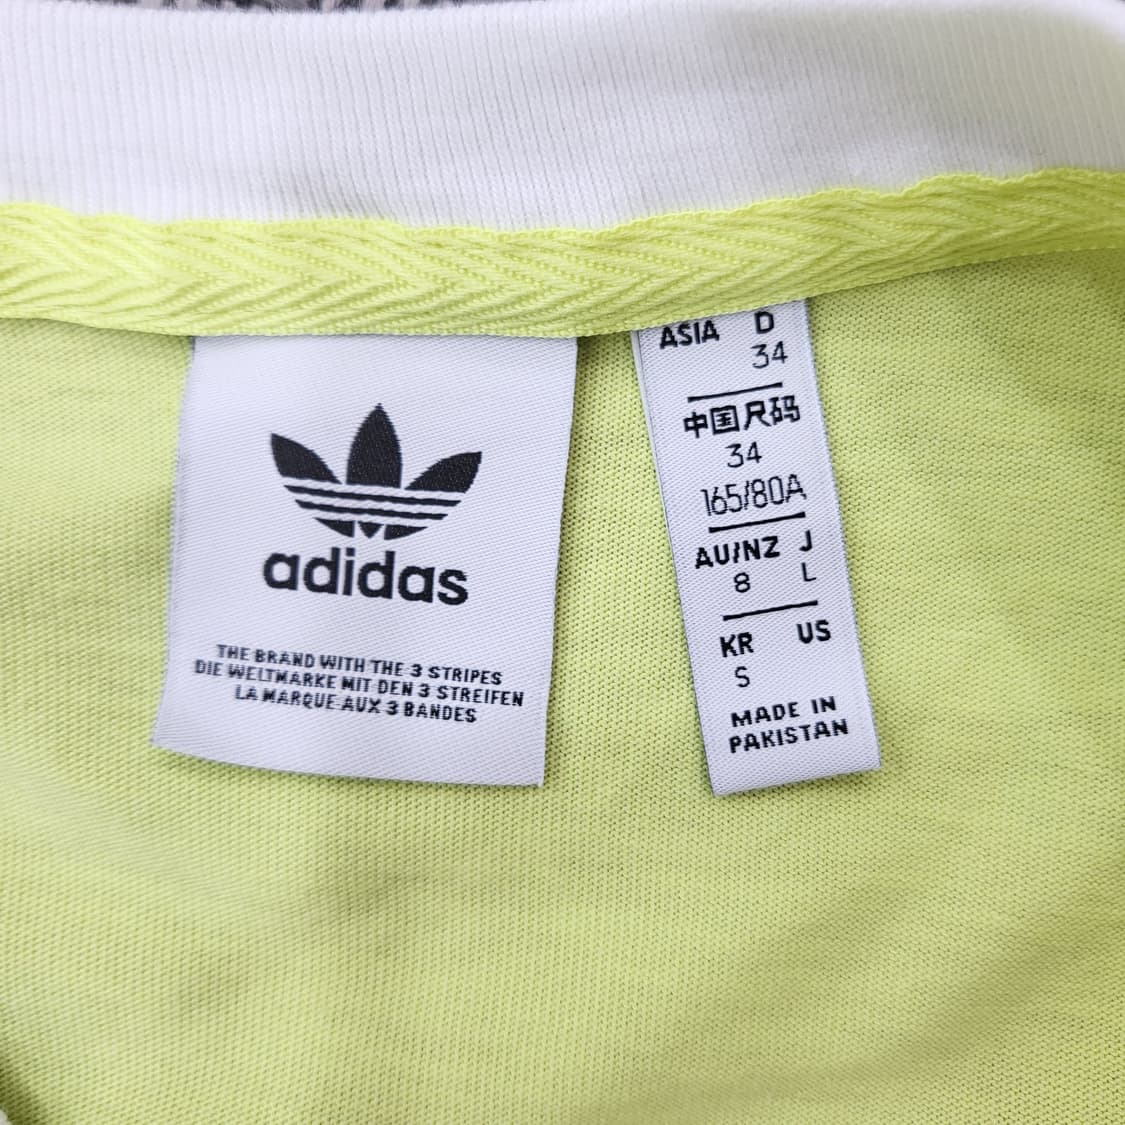 adidas
THE BRAND WITH THE 3 STRIPES
DIE WELTMARKE MIT DEN 3 STREIFEN
LA MARQUE AUX 3 BANDES
ASIA D
34
中国尺码
34
165/80A
AU/NZ J
8 L
KR US
S
MADE IN
PAKISTAN